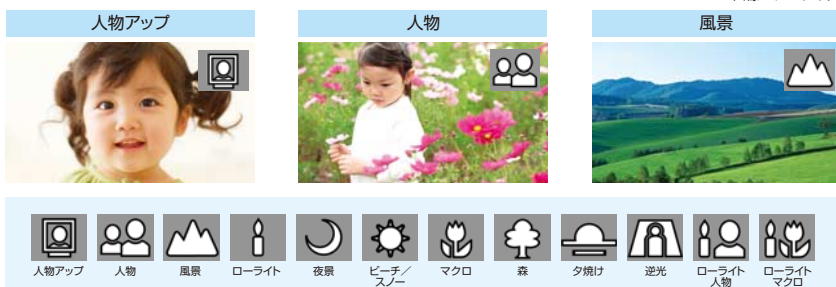 人物アップ
人物
風景
人物アップ
人物
風景
ローライト
夜景
ビーチ／
スノー
マクロ
森
夕焼け
逆光
ローライト
人物
ローライト
マクロ